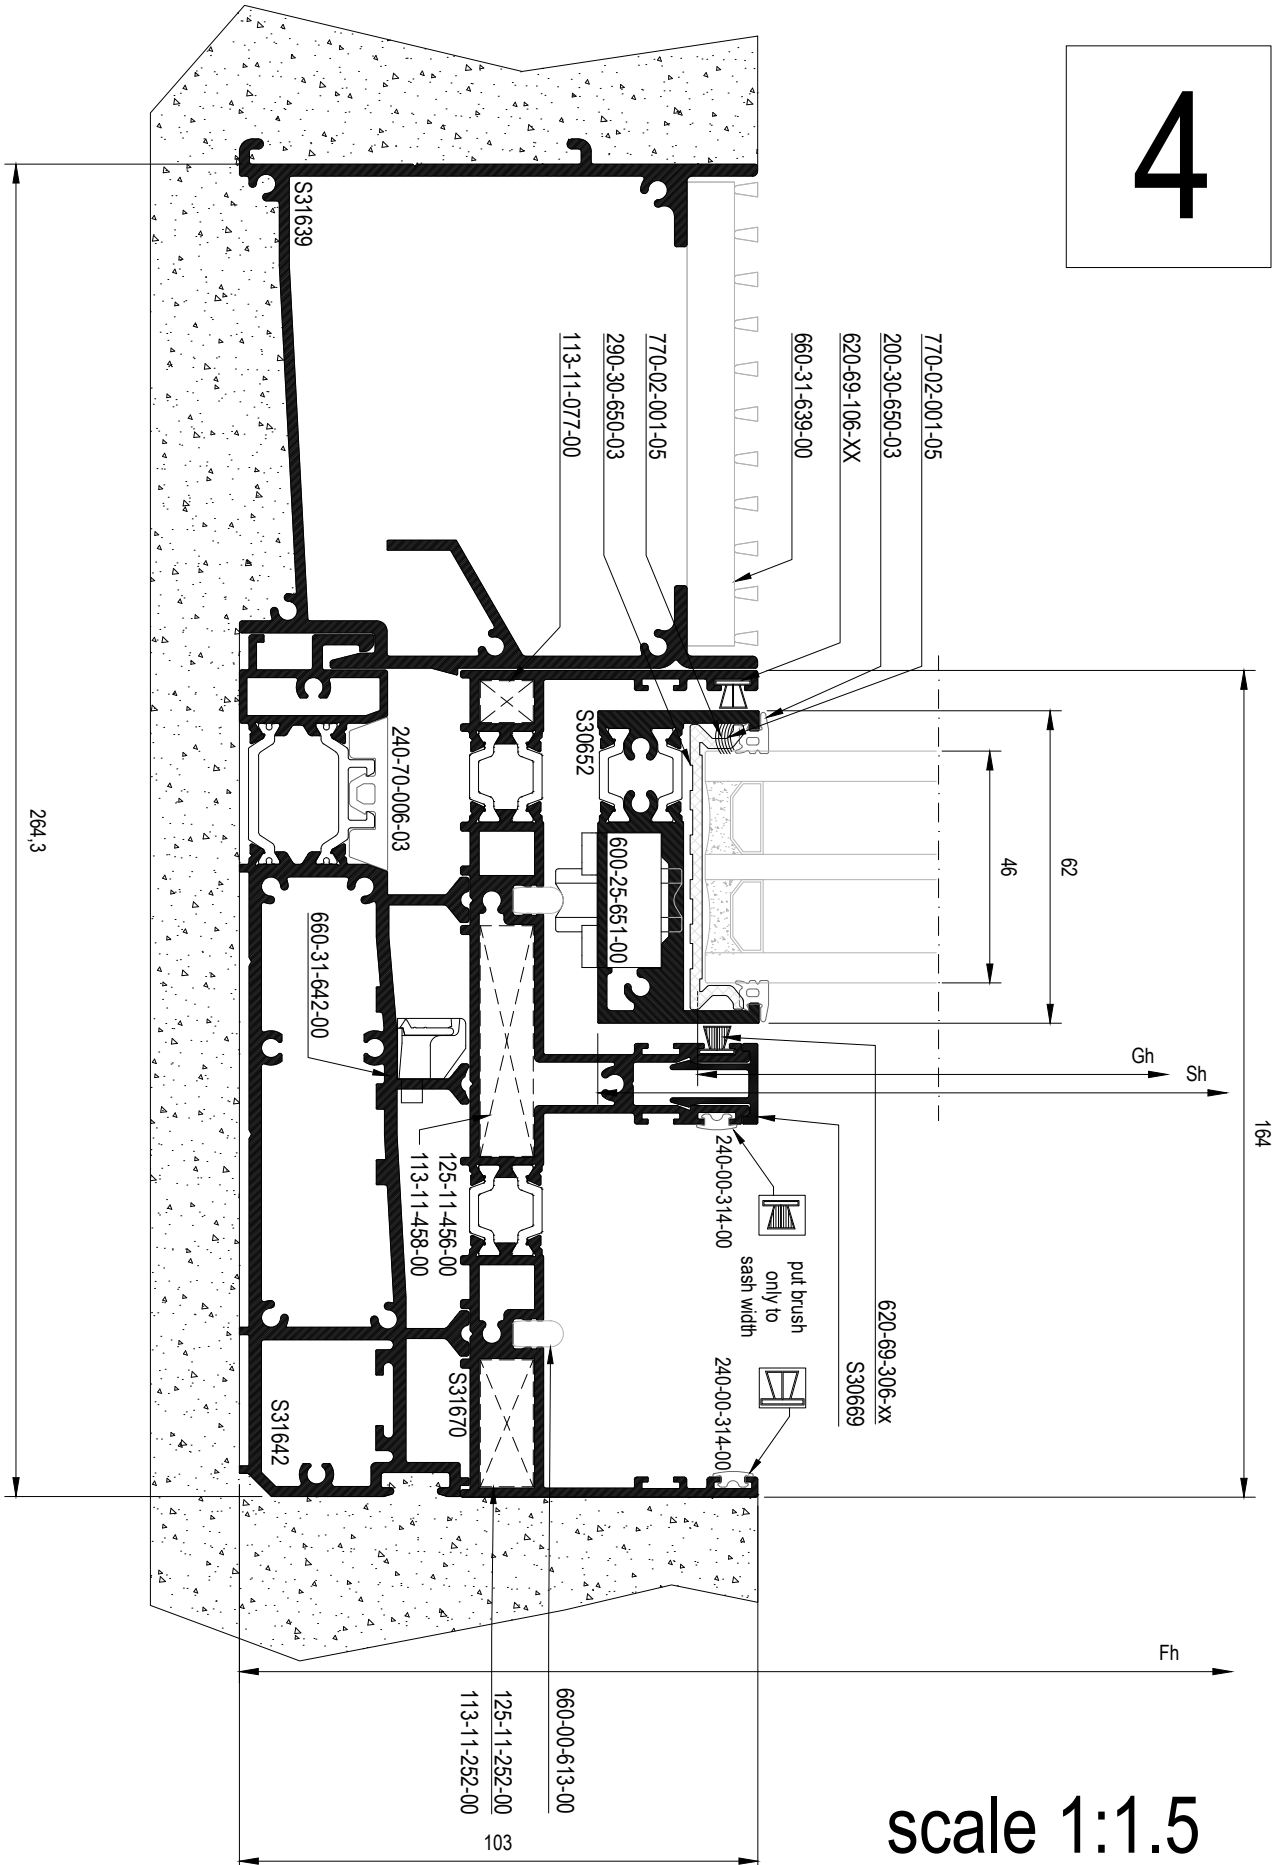 4
S31639
770-02-001-05
200-30-650-03
620-69-106-XX
660-31-639-00
770-02-001-05
290-30-650-03
113-11-077-00
S30652
240-70-006-03
600-25-651-00
660-31-642-00
264,3
46
62
164
Gh
Sh
125-11-456-00
113-11-458-00
240-00-314-00
put brush
only to
sash width
620-69-306-xx
S30669
240-00-314-00
S31670
S31642
Fh
660-00-613-00
125-11-252-00
113-11-252-00
103
scale 1:1.5